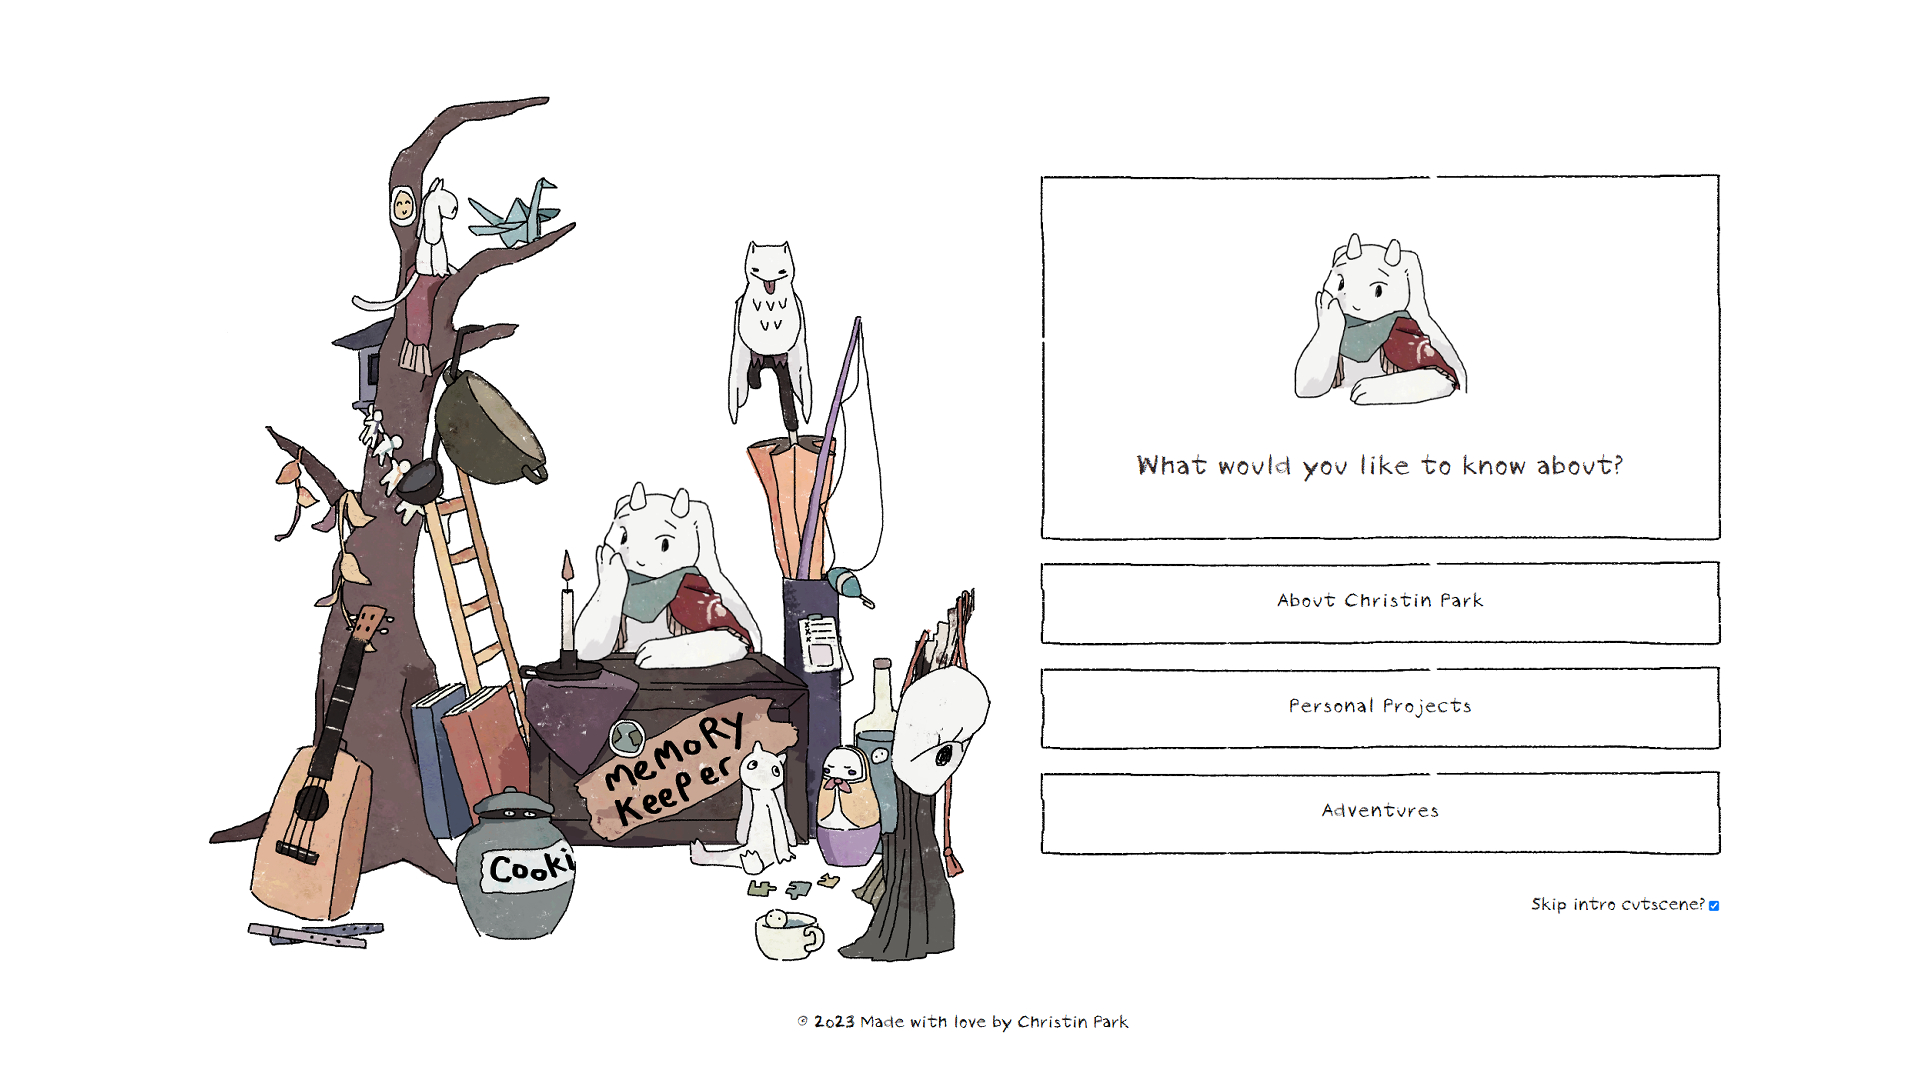 MeMoRy
KeePer
Cooki
What would you like to know about?
About Christin Park
Personal Projects
Adventures
Skip intro cutscene?
© 2023 Made with love by Christin Park